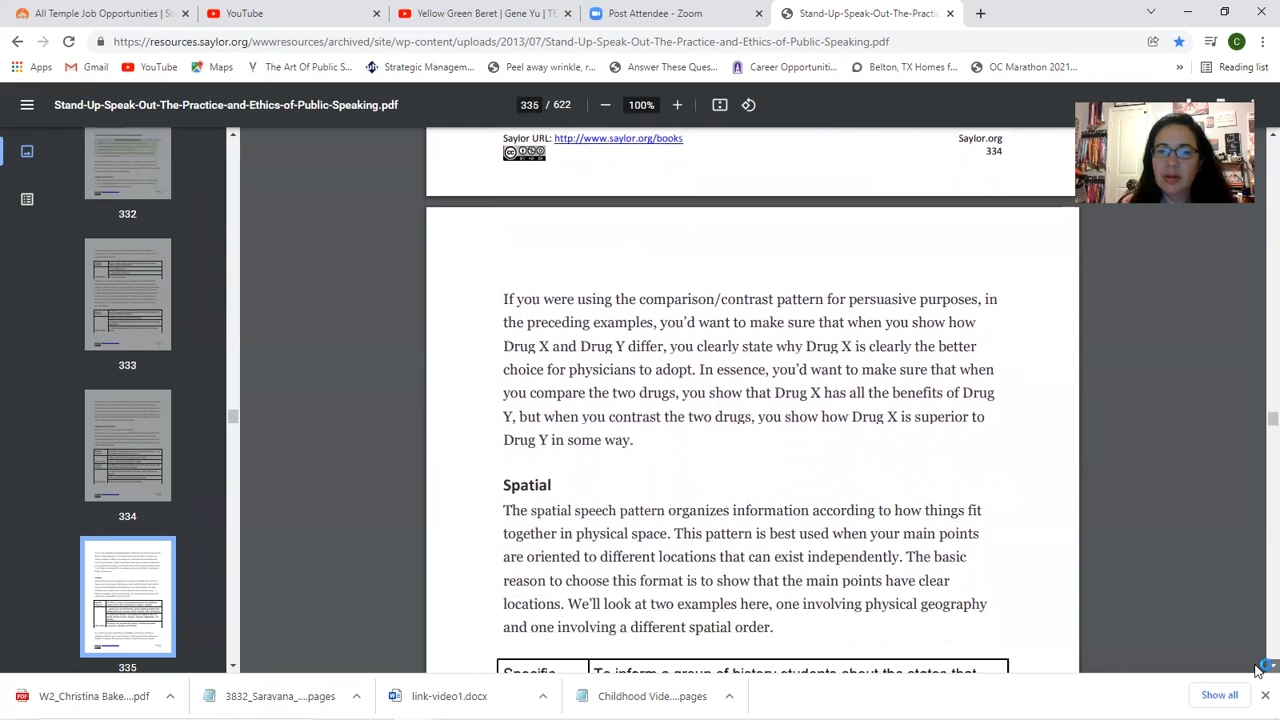 All Temple Job Opportunities | Sk
YouTube
Yellow Green Beret | Gene Yu | TE
Post Attendee - Zoom
Stand-Up-Speak-Out-The-Practic
https://resources.saylor.org/wwwresources/archived/site/wp-content/uploads/2013/07/Stand-Up-Speak-Out-The-Practice-and-Ethics-of-Public-Speaking.pdf
C
Apps
Gmail
YouTube
Maps
The Art Of Public S...
Strategic Managem...
Peel away wrinkle, r...
Answer These Ques...
Career Opportuniti...
Belton, TX Homes f...
OC Marathon 2021...
Reading list
Stand-Up-Speak-Out-The-Practice-and-Ethics-of-Public-Speaking.pdf
335 / 622
100%
332
333
334
335
Saylor URL: http://www.saylor.org/books
Saylor.org
334
If you were using the comparison/contrast pattern for persuasive purposes, in
the preceding examples, you'd want to make sure that when you show how
Drug X and Drug Y differ, you clearly state why Drug X is clearly the better
choice for physicians to adopt. In essence, you'd want to make sure that when
you compare the two drugs, you show that Drug X has all the benefits of Drug
Y, but when you contrast the two drugs, you show how Drug X is superior to
Drug Y in some way.
Spatial
The spatial speech pattern organizes information according to how things fit
together in physical space. This pattern is best used when your main points
are oriented to different locations that can exist independently. The basic
reason to choose this format is to show that the main points have clear
locations. We'll look at two examples here, one involving physical geography
and one involving a different spatial order.
Specific
To inform a group of history students about the states that
W2_Christina Bake....pdf
3832_Saravana_....pages
link-video1.docx
Childhood Vide....pages
Show all